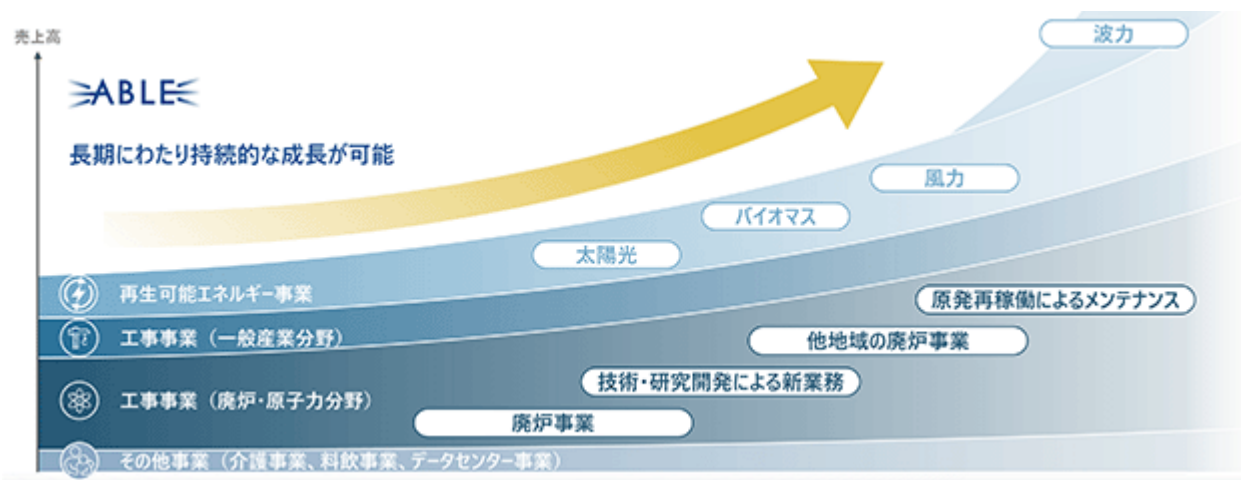 売上高
ABLE
長期にわたり持続的な成長が可能
波力
風力
バイオマス
太陽光
再生可能エネルギー事業
原発再稼働によるメンテナンス
工事事業（一般産業分野）
他地域の廃炉事業
技術・研究開発による新業務
工事事業（廃炉・原子力分野）
廃炉事業
その他事業（介護事業、料飲事業、データセンター事業）